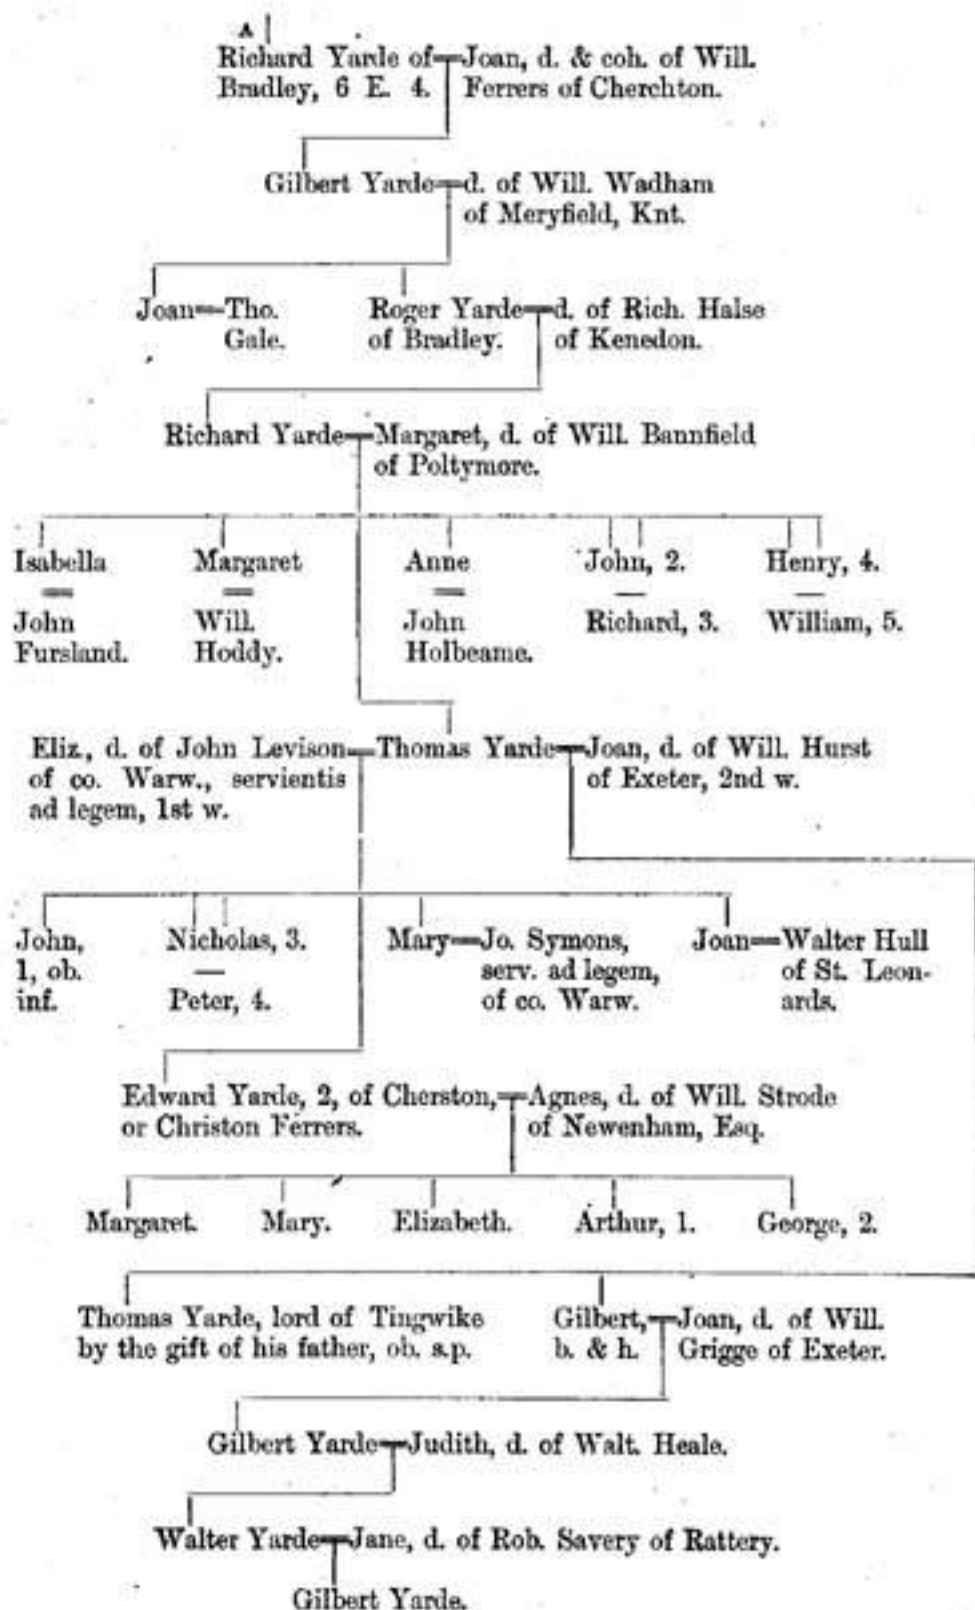 A
Richard Yarde of Joan, d. & coh. of Will.
Bradley, 6 E. 4. Ferrers of Cherchton.
Gilbert Yarde d. of Will. Wadham
of Meryfield, Knt.
Joan Tho.
Gale.
Roger Yarde d. of Rich. Halse
of Bradley. of Kenedon.
Richard Yarde Margaret, d. of Will. Bannfield
of Poltymore.
Isabella
=
John
Fursland.
Margaret
=
Will.
Hoddy.
Anne
=
John
Holbeame.
John, 2.
—
Richard, 3.
Henry, 4.
—
William, 5.
Eliz., d. of John Levison
of co. Warw., servientis
ad legem, 1st w.
Thomas Yarde
Joan, d. of Will. Hurst
of Exeter, 2nd w.
John,
1, ob.
inf.
Nicholas, 3.
—
Peter, 4.
Mary Jo. Symons,
serv. ad legem,
of co. Warw.
Joan Walter Hull
of St. Leon-
ards.
Edward Yarde, 2, of Cherston,
or Christon Ferrers.
Agnes, d. of Will. Strode
of Newenham, Esq.
Margaret. Mary. Elizabeth. Arthur, 1. George, 2.
Thomas Yarde, lord of Tingwike
by the gift of his father, ob. s.p.
Gilbert,
b. & h.
Joan, d. of Will.
Grigge of Exeter.
Gilbert Yarde Judith, d. of Walt. Heale.
Walter Yarde Jane, d. of Rob. Savery of Rattery.
Gilbert Yarde.